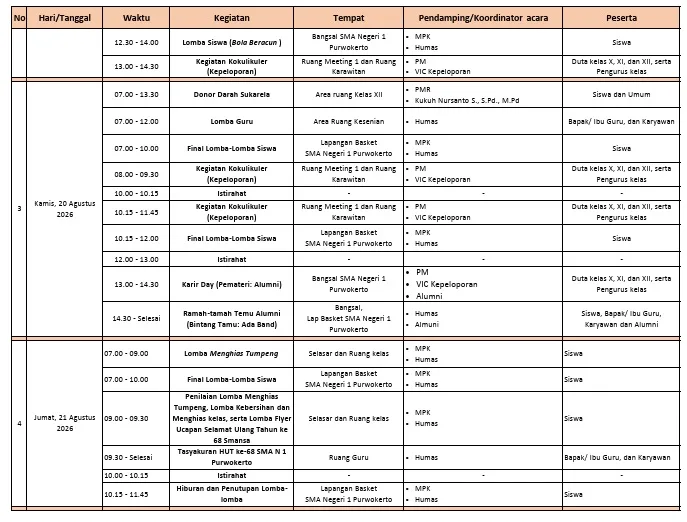 No Hari/Tanggal Waktu Kegiatan Tempat Pendamping/Koordinator acara Peserta
12.30 - 14.00 Lomba Siswa (Bola Beracun ) Bangsal SMA Negeri 1 Purwokerto • MPK • Humas Siswa
13.00 - 14.30 Kegiatan Kokulikuler (Kepeloporan) Ruang Meeting 1 dan Ruang Karawitan • PM • VIC Kepeloporan Duta kelas X, XI, dan XII, serta Pengurus kelas
3 Kamis, 20 Agustus 2026
07.00 - 13.30 Donor Darah Sukarela Area ruang Kelas XII • PMR • Kukuh Nursanto S., S.Pd., M.Pd Siswa dan Umum
07.00 - 12.00 Lomba Guru Area Ruang Kesenian • Humas Bapak/ Ibu Guru, dan Karyawan
07.00 - 10.00 Final Lomba-Lomba Siswa Lapangan Basket SMA Negeri 1 Purwokerto • MPK • Humas Siswa
08.00 - 09.30 Kegiatan Kokulikuler (Kepeloporan) Ruang Meeting 1 dan Ruang Karawitan • PM • VIC Kepeloporan Duta kelas X, XI, dan XII, serta Pengurus kelas
10.00 - 10.15 Istirahat - - -
10.15 - 11.45 Kegiatan Kokulikuler (Kepeloporan) Ruang Meeting 1 dan Ruang Karawitan • PM • VIC Kepeloporan Duta kelas X, XI, dan XII, serta Pengurus kelas
10.15 - 12.00 Final Lomba-Lomba Siswa Lapangan Basket SMA Negeri 1 Purwokerto • MPK • Humas Siswa
12.00 - 13.00 Istirahat - - -
13.00 - 14.30 Karir Day (Pemateri: Alumni) Bangsal SMA Negeri 1 Purwokerto • PM • VIC Kepeloporan • Alumni Duta kelas X, XI, dan XII, serta Pengurus kelas
14.30 - Selesai Ramah-tamah Temu Alumni (Bintang Tamu: Ada Band) Bangsal, Lap Basket SMA Negeri 1 Purwokerto • Humas • Almuni Siswa, Bapak/ Ibu Guru, Karyawan dan Alumni
4 Jumat, 21 Agustus 2026
07.00 - 09.00 Lomba Menghias Tumpeng Selasar dan Ruang kelas • MPK • Humas Siswa
07.00 - 10.00 Final Lomba-Lomba Siswa Lapangan Basket SMA Negeri 1 Purwokerto • MPK • Humas Siswa
09.00 - 09.30 Penilaian Lomba Menghias Tumpeng, Lomba Kebersihan dan Menghias kelas, serta Lomba Flyer Ucapan Selamat Ulang Tahun ke 68 Smansa Selasar dan Ruang kelas • MPK • Humas Siswa
09.30 - Selesai Tasyakuran HUT ke-68 SMA N 1 Purwokerto Ruang Guru • Humas Bapak/ Ibu Guru, dan Karyawan
10.00 - 10.15 Istirahat - - -
10.15 - 11.45 Hiburan dan Penutupan Lomba-lomba Lapangan Basket SMA Negeri 1 Purwokerto • MPK • Humas Siswa